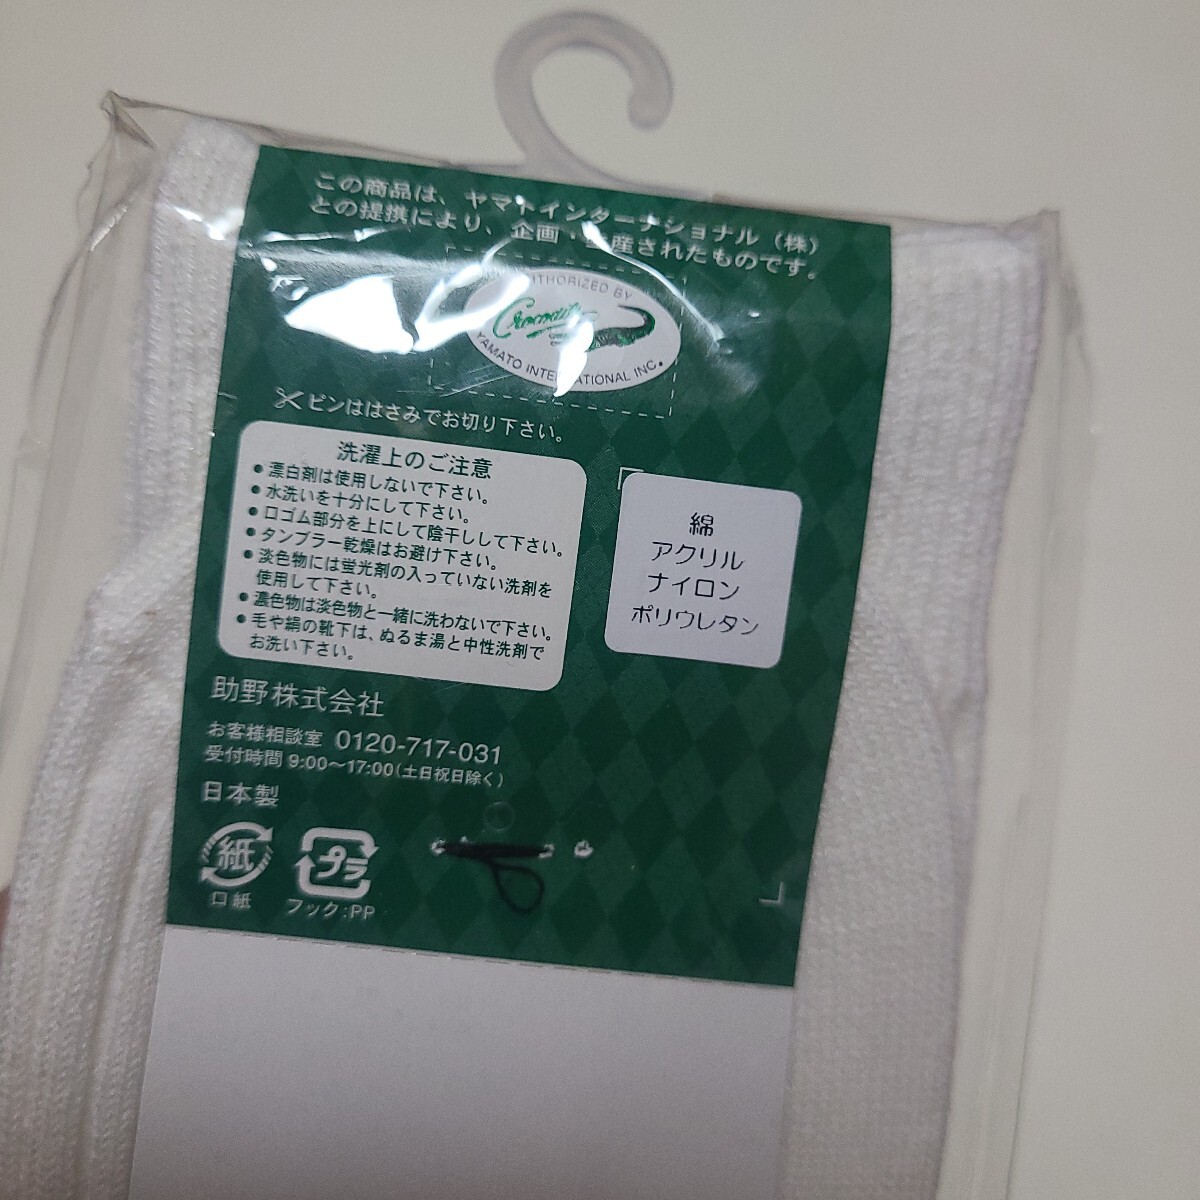 この商品は、ヤマトインターナショナル（株）
との提携により、企画・生産されたものです。
AUTHORIZED BY
Crocodile
YAMATO INTERNATIONAL INC.
ピンははさみでお切り下さい。
洗濯上のご注意
●漂白剤は使用しないで下さい。
●水洗いを十分にして下さい。
●口ゴム部分を上にして陰干しして下さい。
●タンブラー乾燥はお避け下さい。
●淡色物には蛍光剤の入っていない洗剤を
使用して下さい。
●濃色物は淡色物と一緒に洗わないで下さい。
●毛や絹の靴下は、ぬるま湯と中性洗剤で
お洗い下さい。
綿
アクリル
ナイロン
ポリウレタン
助野株式会社
お客様相談室 0120-717-031
受付時間 9:00～17:00（土日祝日除く）
日本製
紙
口紙
プラ
フック:PP